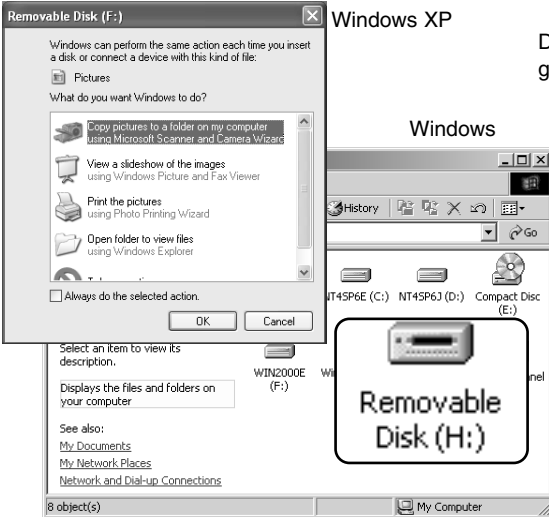 Removable Disk (F:)
Windows XP
Windows can perform the same action each time you insert
a disk or connect a device with this kind of file:
Pictures
What do you want Windows to do?
Copy pictures to a folder on my computer
using Microsoft Scanner and Camera Wizard
View a slideshow of the images
using Windows Picture and Fax Viewer
Print the pictures
using Photo Printing Wizard
Open folder to view files
using Windows Explorer
Always do the selected action.
OK
Cancel
Windows
History
Go
NT4SP6E (C:)
NT4SP6J (D:)
Compact Disc
(E:)
Select an item to view its
description.
Displays the files and folders on
your computer
See also:
My Documents
My Network Places
Network and Dial-up Connections
WIN2000E
(F:)
Removable
Disk (H:)
8 object(s)
My Computer